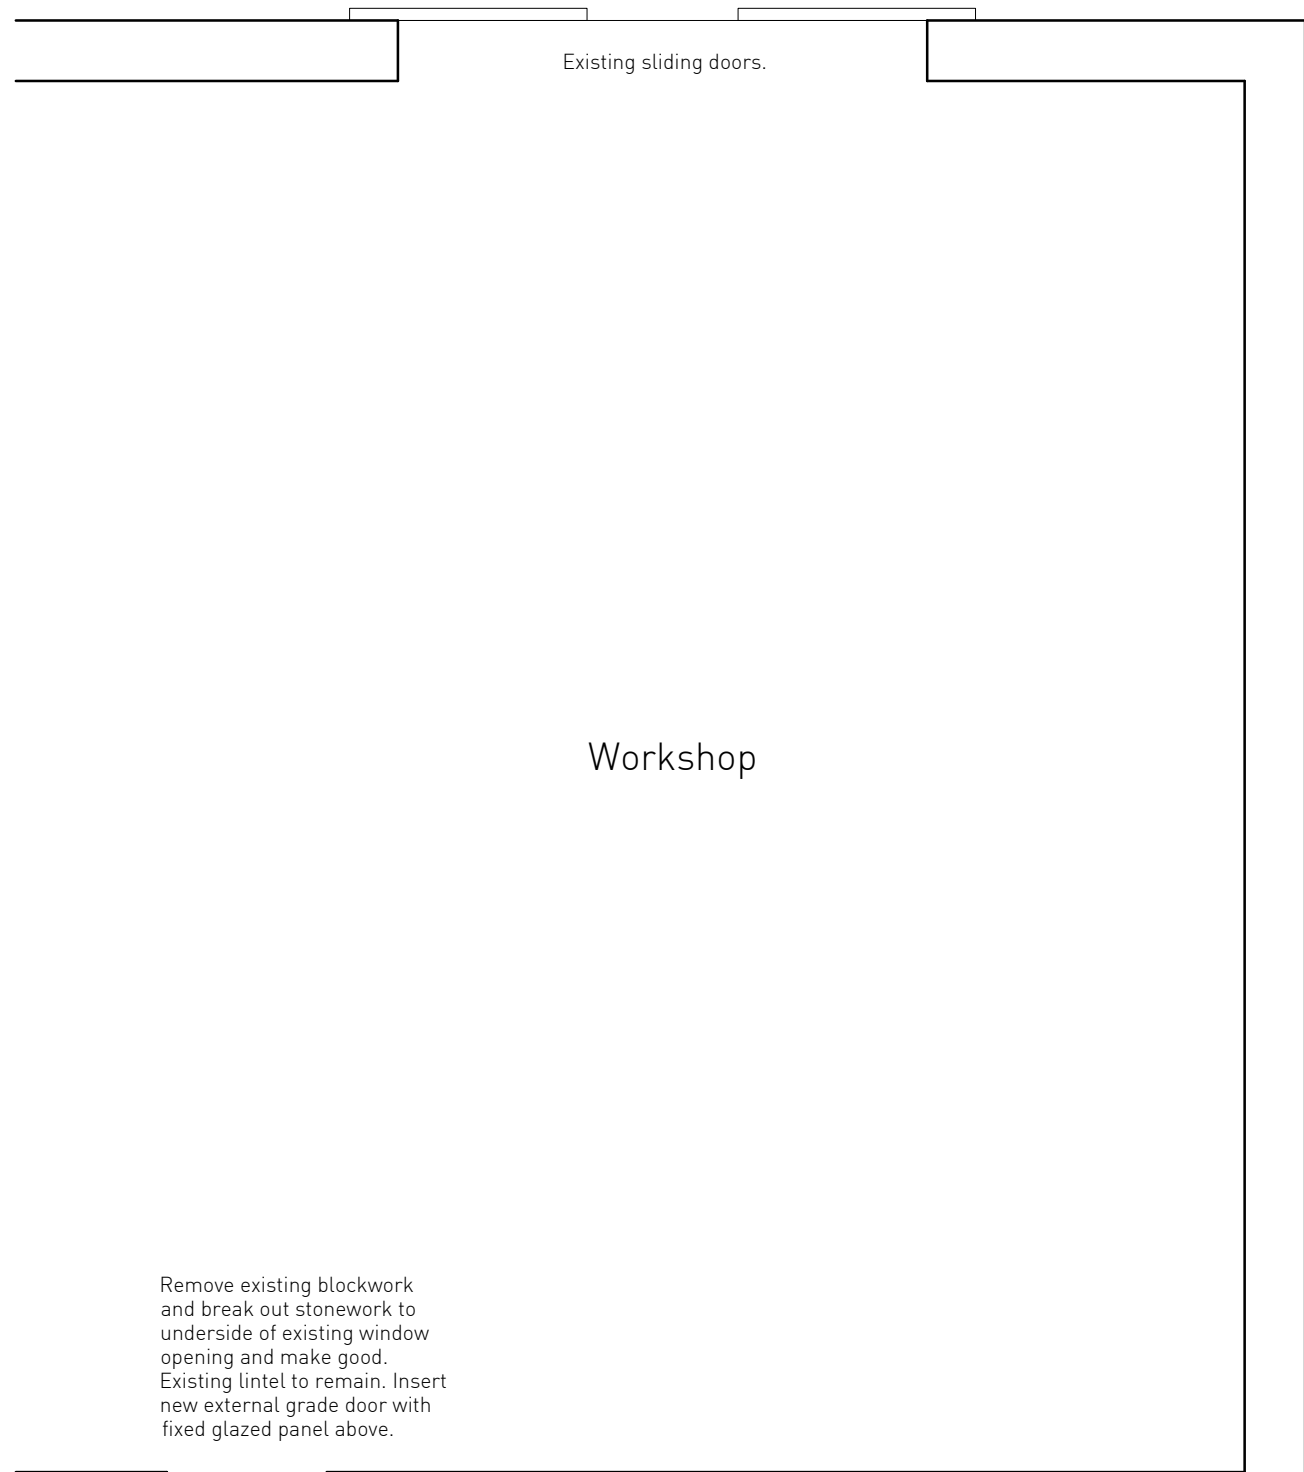 Existing sliding doors.
Workshop
Remove existing blockwork
and break out stonework to
underside of existing window
opening and make good.
Existing lintel to remain. Insert
new external grade door with
fixed glazed panel above.